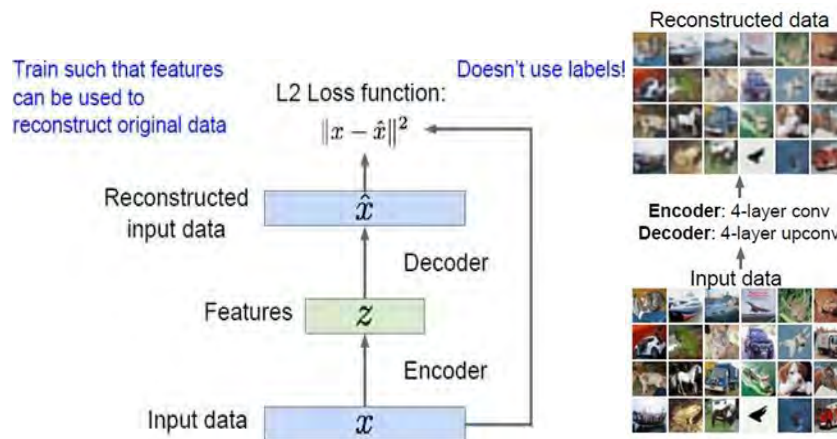 Train such that features
can be used to
reconstruct original data
Doesn't use labels!
L2 Loss function:
‖x − x̂‖²
Reconstructed
input data
x̂
Decoder
Features
z
Encoder
Input data
x
Reconstructed data
Encoder: 4-layer conv
Decoder: 4-layer upconv
Input data